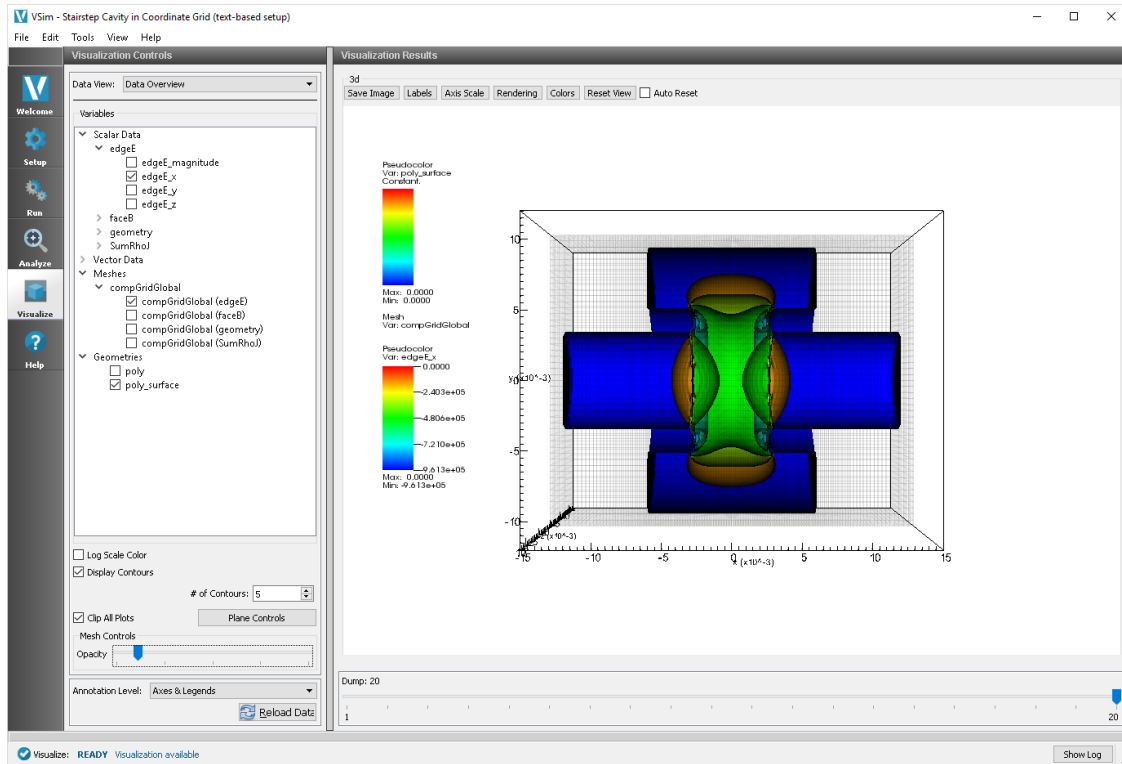 VSim - Stairstep Cavity in Coordinate Grid (text-based setup)
File Edit Tools View Help
Visualization Controls
Visualization Results
Welcome
Setup
Run
Analyze
Visualize
Help
Data View: Data Overview
Variables
Scalar Data
edgeE
edgeE_magnitude
edgeE_x
edgeE_y
edgeE_z
faceB
geometry
SumRhoJ
Vector Data
Meshes
compGridGlobal
compGridGlobal (edgeE)
compGridGlobal (faceB)
compGridGlobal (geometry)
compGridGlobal (SumRhoJ)
Geometries
poly
poly_surface
Log Scale Color
Display Contours
# of Contours: 5
Clip All Plots Plane Controls
Mesh Controls
Opacity
Annotation Level: Axes & Legends
Reload Data
3d
Save Image Labels Axis Scale Rendering Colors Reset View Auto Reset
Pseudocolor
Var: poly_surface
Constant.
Max: 0.0000
Min: 0.0000
Mesh
Var: compGridGlobal
Pseudocolor
Var: edgeE_x
0.0000
-2.403e+05
-4.806e+05
-7.210e+05
-9.613e+05
Max: 0.0000
Min: -9.613e+05
10
5
0
-5
-10
-15 -10 -5 0 5 10 15
X (x10^-3)
Dump: 20
1 20
Visualize: READY Visualization available
Show Log